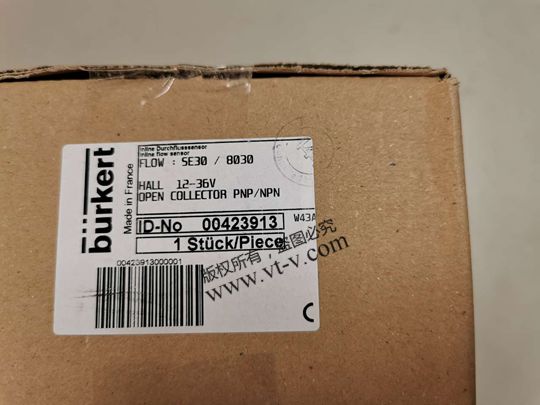 bürkert
Made in France
Inline Durchflusssensor
Inline flow sensor
FLOW : SE30 / 8030
HALL 12-36V
OPEN COLLECTOR PNP/NPN
W43A
ID-No 00423913
1 Stück/Piece
00423913000001
版权所有，盗图必究
www.vt-v.com